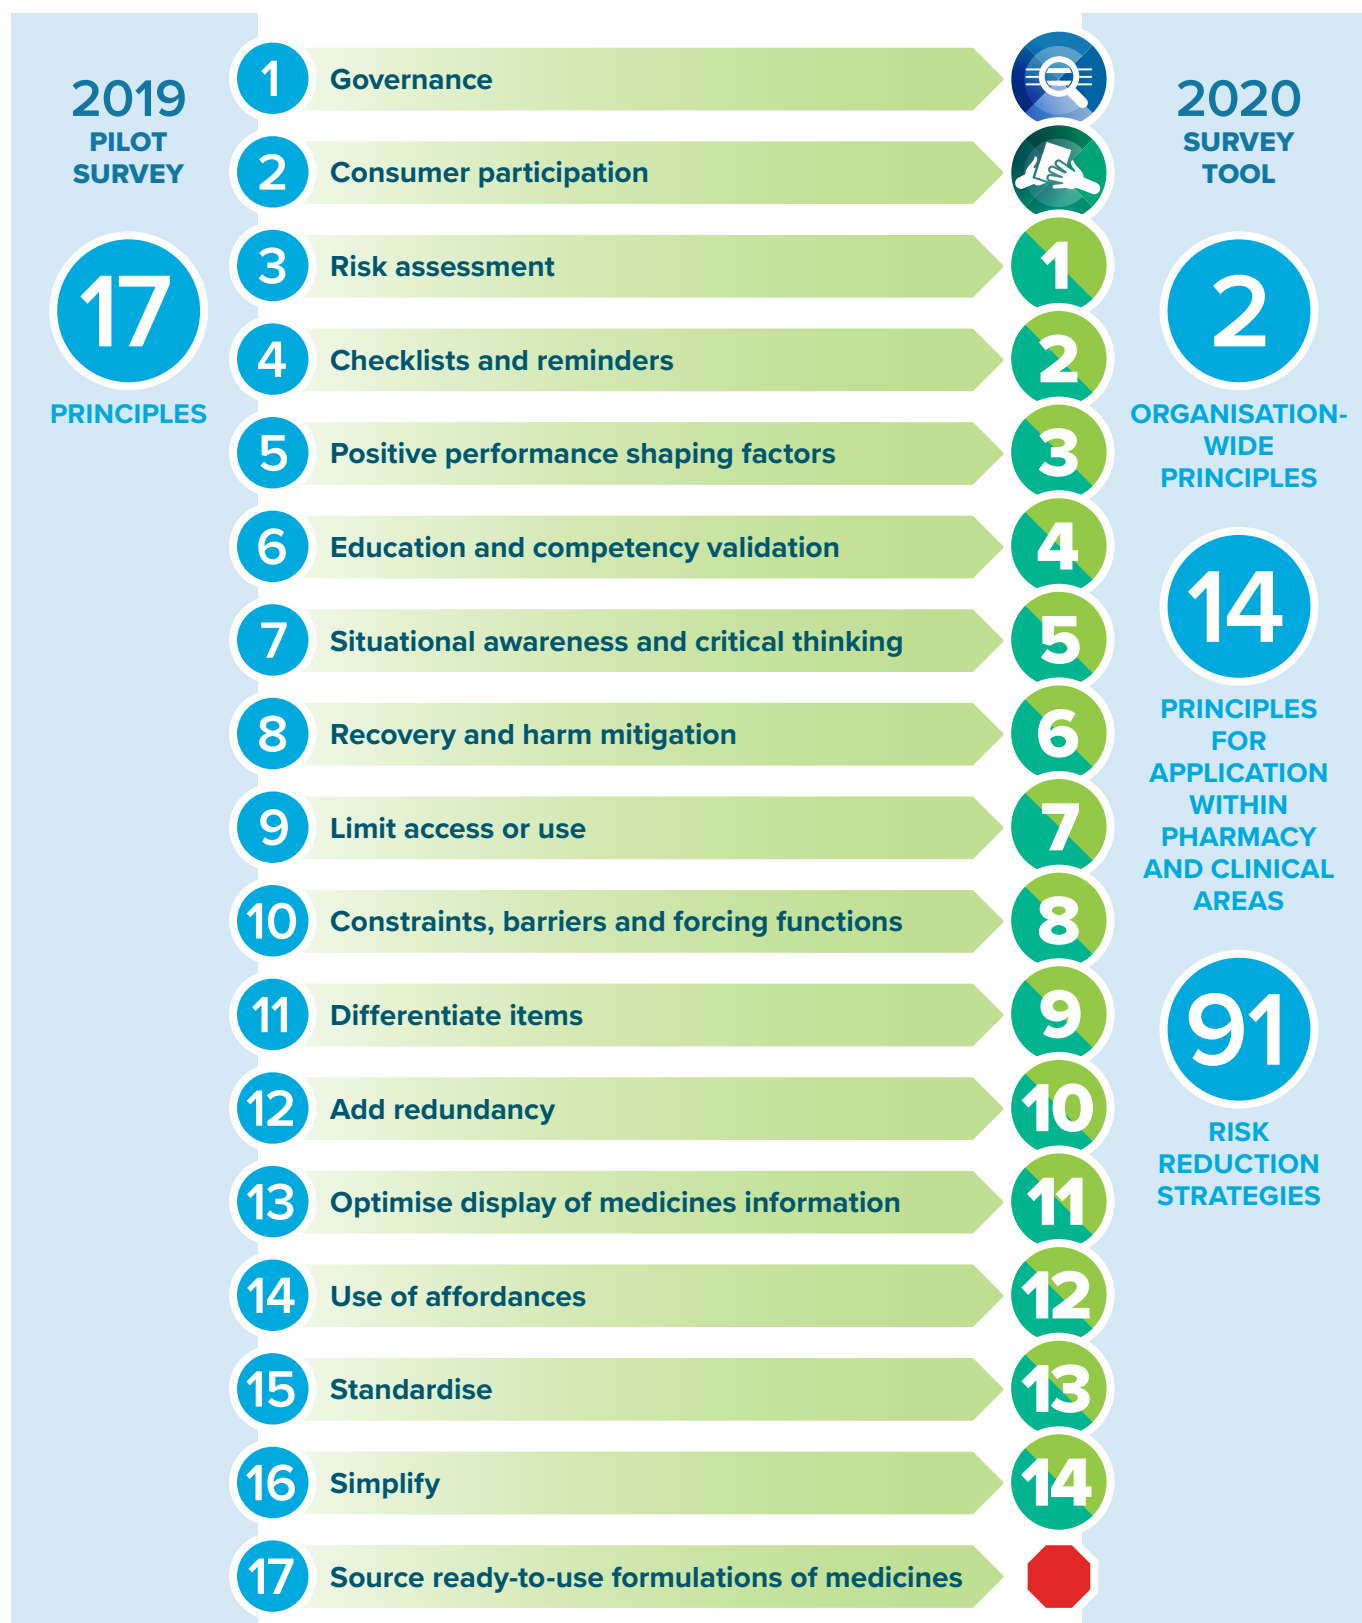 2019
PILOT
SURVEY
17
PRINCIPLES
1 Governance
2 Consumer participation
3 Risk assessment 1
4 Checklists and reminders 2
5 Positive performance shaping factors 3
6 Education and competency validation 4
7 Situational awareness and critical thinking 5
8 Recovery and harm mitigation 6
9 Limit access or use 7
10 Constraints, barriers and forcing functions 8
11 Differentiate items 9
12 Add redundancy 10
13 Optimise display of medicines information 11
14 Use of affordances 12
15 Standardise 13
16 Simplify 14
17 Source ready-to-use formulations of medicines
2020
SURVEY
TOOL
2
ORGANISATION-
WIDE
PRINCIPLES
14
PRINCIPLES
FOR
APPLICATION
WITHIN
PHARMACY
AND CLINICAL
AREAS
91
RISK
REDUCTION
STRATEGIES